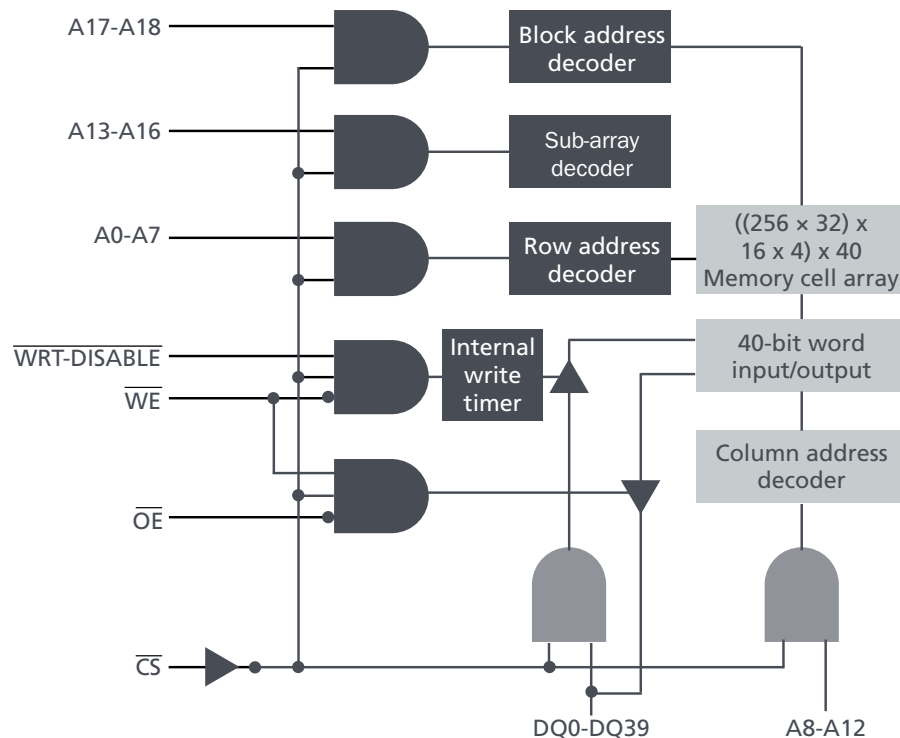 A17-A18
Block address
decoder
A13-A16
Sub-array
decoder
A0-A7
Row address
decoder
((256 × 32) x
16 x 4) x 40
Memory cell array
WRT-DISABLE
WE
Internal
write
timer
40-bit word
input/output
Column address
decoder
OE
CS
DQ0-DQ39
A8-A12